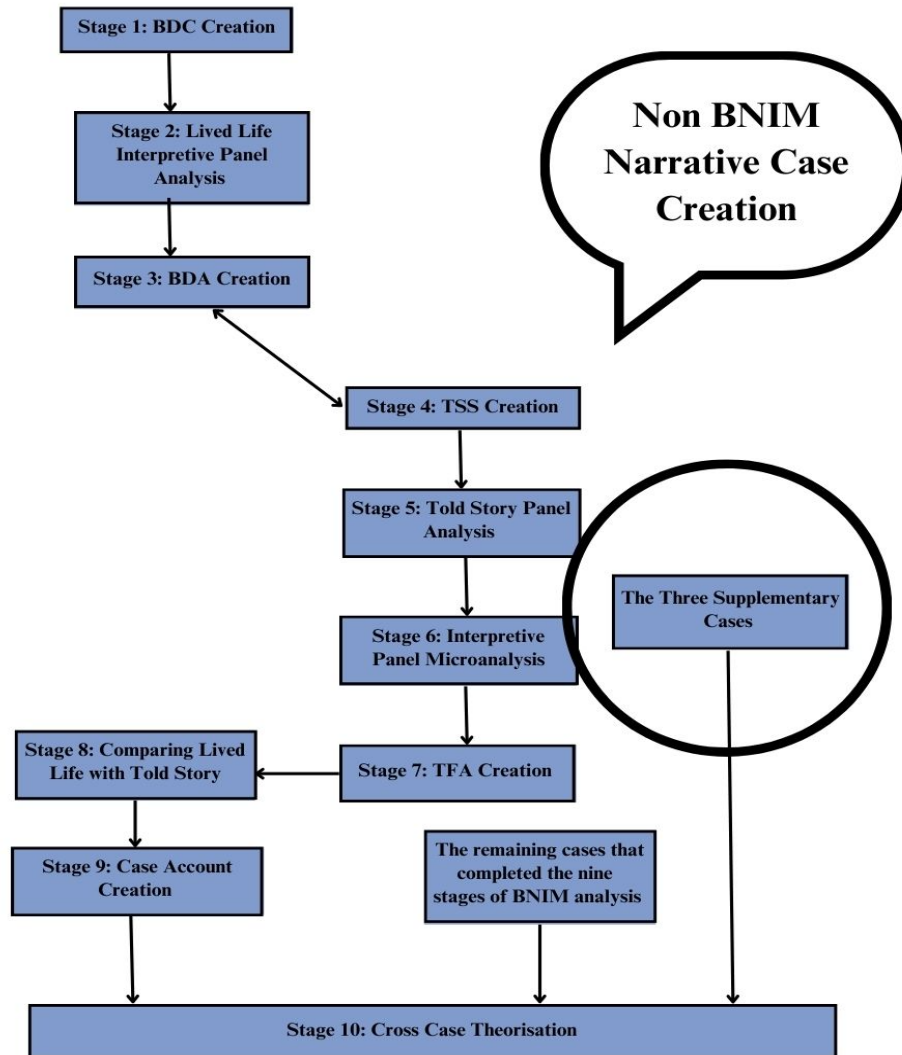 Stage 1: BDC Creation
Stage 2: Lived Life
Interpretive Panel
Analysis
Non BNIM
Narrative Case
Creation
Stage 3: BDA Creation
Stage 4: TSS Creation
Stage 5: Told Story Panel
Analysis
The Three Supplementary
Cases
Stage 6: Interpretive
Panel Microanalysis
Stage 7: TFA Creation
Stage 8: Comparing Lived
Life with Told Story
Stage 9: Case Account
Creation
The remaining cases that
completed the nine
stages of BNIM analysis
Stage 10: Cross Case Theorisation